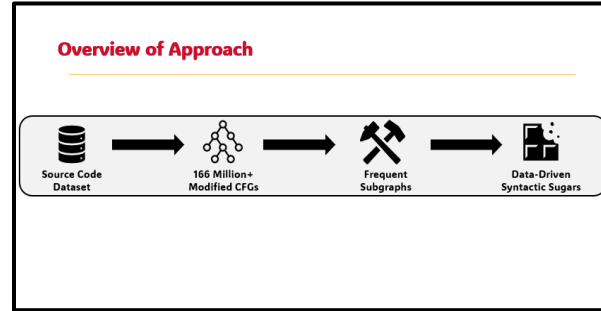 Overview of Approach
Source Code
Dataset
166 Million+
Modified CFGs
Frequent
Subgraphs
Data-Driven
Syntactic Sugars